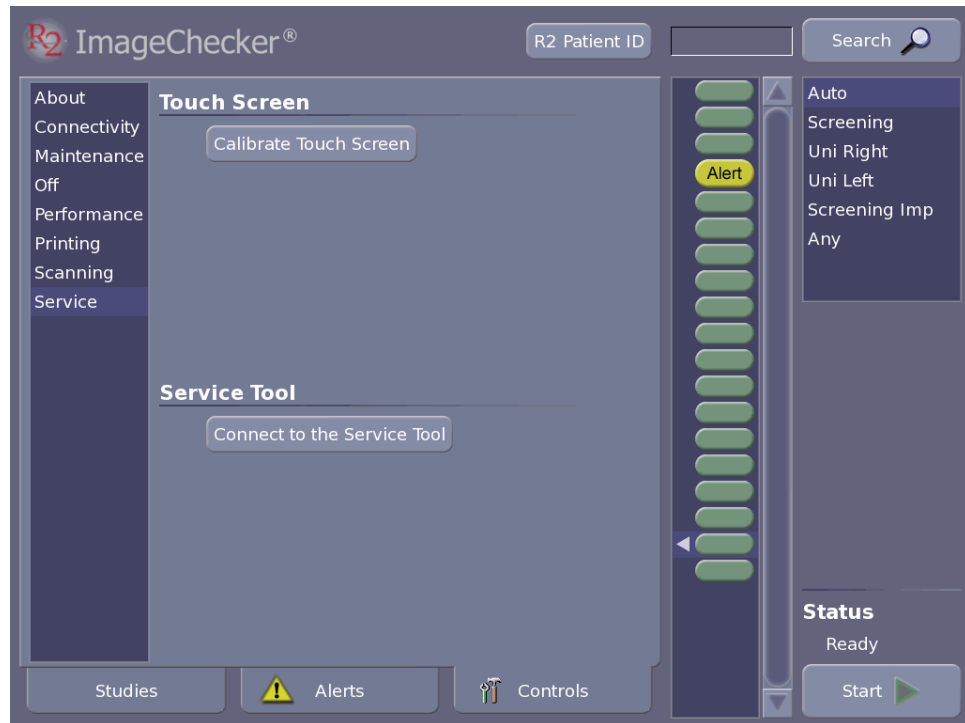 R2 ImageChecker®
R2 Patient ID
Search
About
Connectivity
Maintenance
Off
Performance
Printing
Scanning
Service
Touch Screen
Calibrate Touch Screen
Service Tool
Connect to the Service Tool
Alert
Auto
Screening
Uni Right
Uni Left
Screening Imp
Any
Status
Ready
Studies
Alerts
Controls
Start